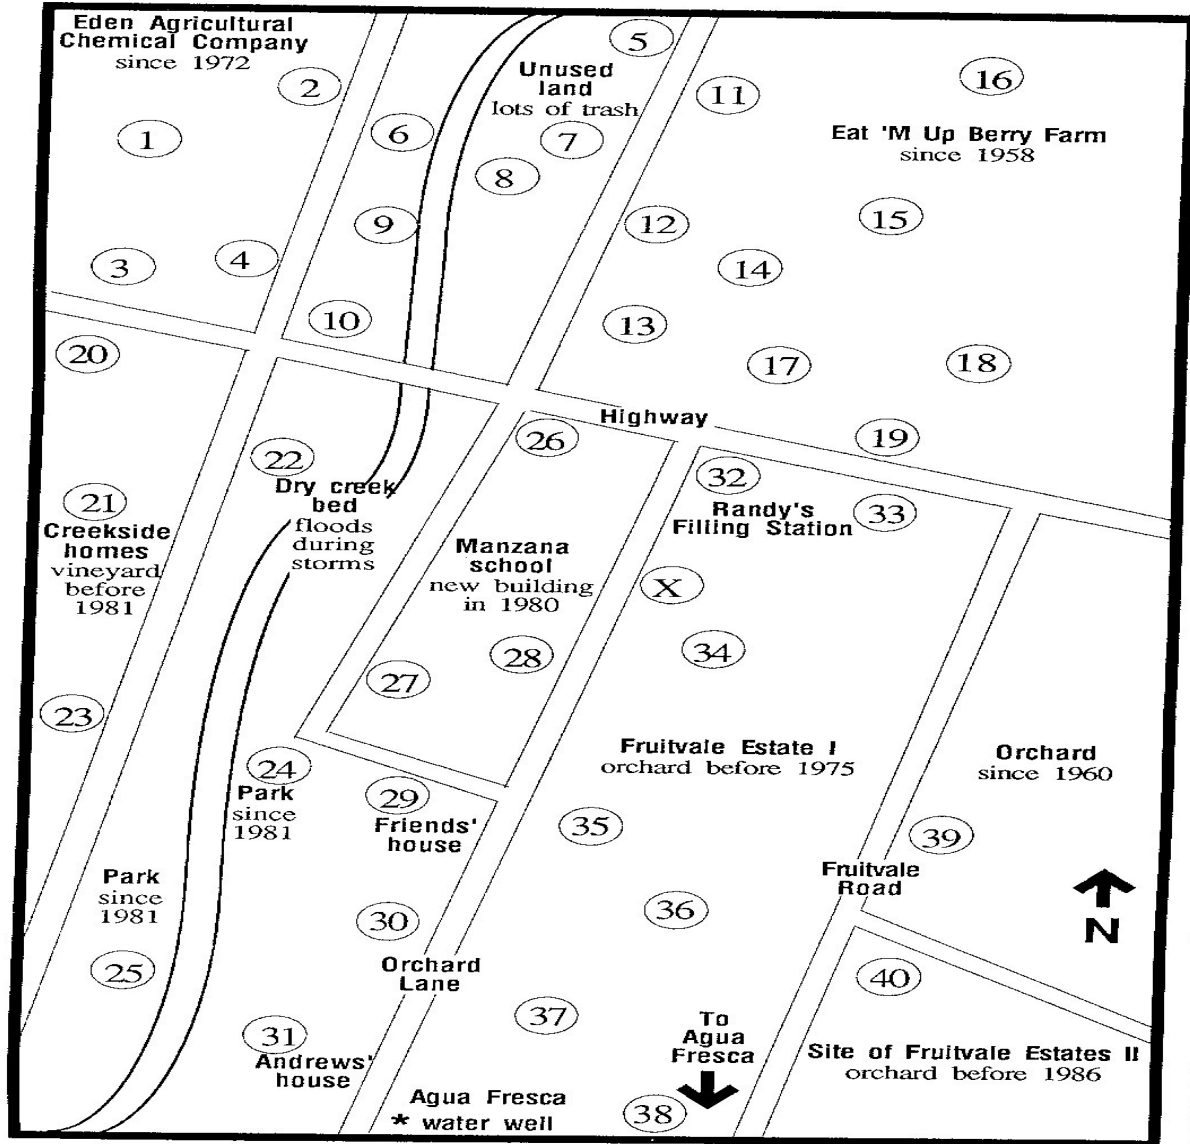 Eden Agricultural
Chemical Company
since 1972
1
2
3
4
5
Unused
land
lots of trash
6
7
8
9
10
11
16
Eat 'M Up Berry Farm
since 1958
12
15
14
13
17
18
19
Highway
20
22
21
Creekside
homes
vineyard
before
1981
23
Dry creek
bed
floods
during
storms
26
Manzana
school
new building
in 1980
28
27
32
Randy's
Filling Station
33
X
34
Fruitvale Estate I
orchard before 1975
Orchard
since 1960
24
Park
since
1981
29
Friends'
house
35
39
Fruitvale
Road
36
N
Park
since
1981
25
30
Orchard
Lane
37
40
31
Andrews'
house
To
Agua
Fresca
Site of Fruitvale Estates II
orchard before 1986
Agua Fresca
* water well
38